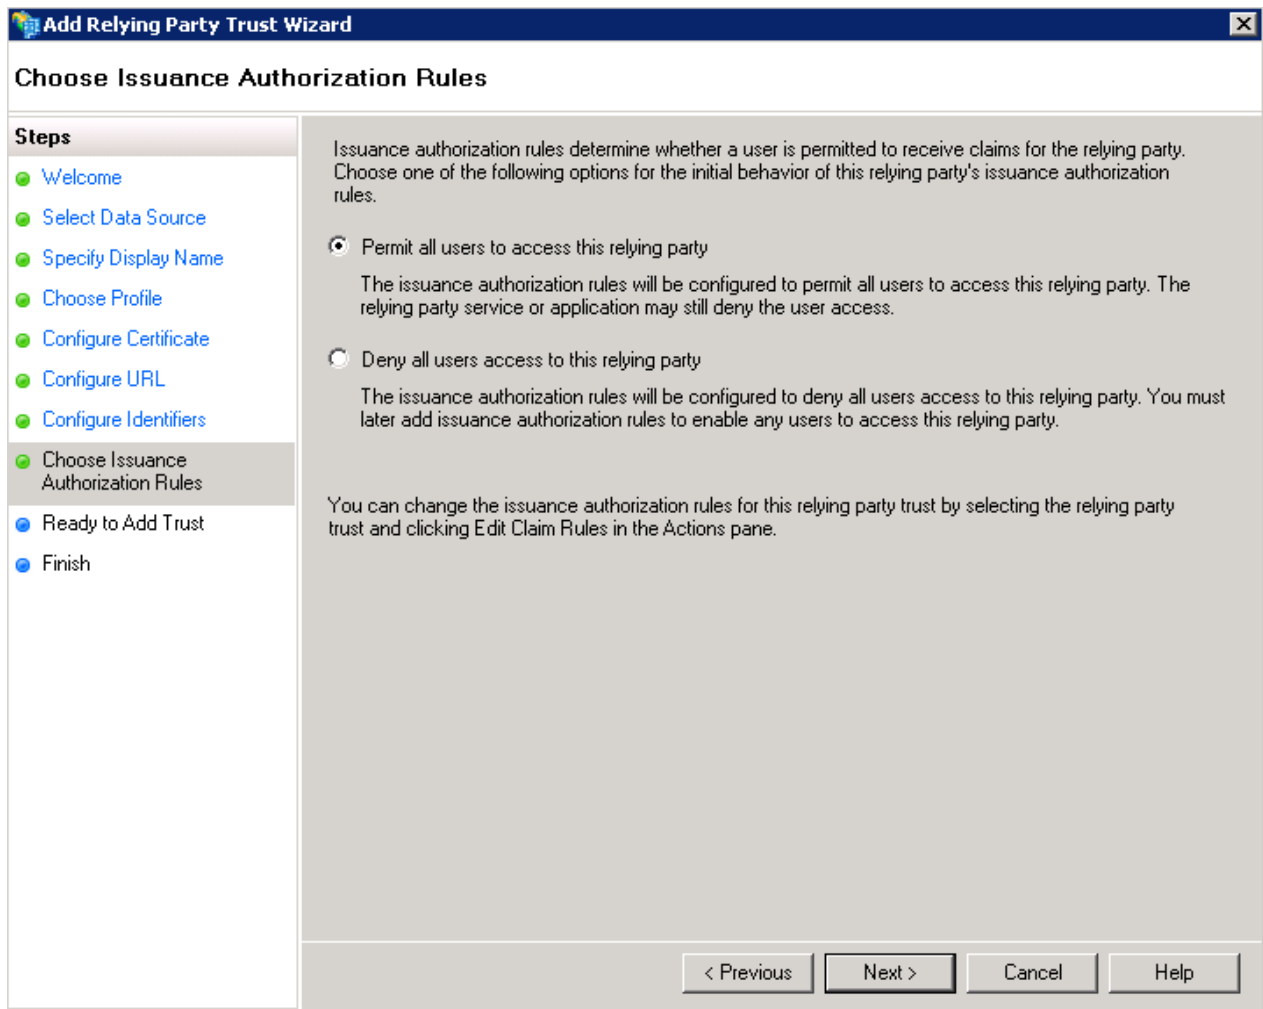 Add Relying Party Trust Wizard
Choose Issuance Authorization Rules
Steps
Welcome
Select Data Source
Specify Display Name
Choose Profile
Configure Certificate
Configure URL
Configure Identifiers
Choose Issuance
Authorization Rules
Ready to Add Trust
Finish
Issuance authorization rules determine whether a user is permitted to receive claims for the relying party.
Choose one of the following options for the initial behavior of this relying party's issuance authorization
rules.
Permit all users to access this relying party
The issuance authorization rules will be configured to permit all users to access this relying party. The
relying party service or application may still deny the user access.
Deny all users access to this relying party
The issuance authorization rules will be configured to deny all users access to this relying party. You must
later add issuance authorization rules to enable any users to access this relying party.
You can change the issuance authorization rules for this relying party trust by selecting the relying party
trust and clicking Edit Claim Rules in the Actions pane.
< Previous
Next >
Cancel
Help